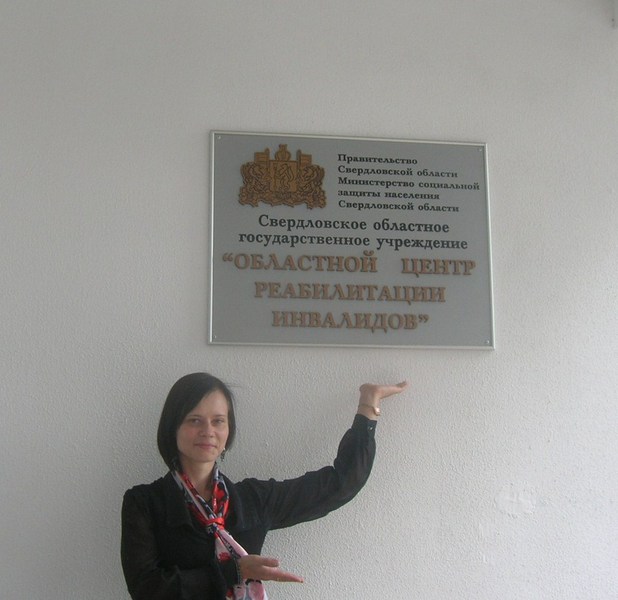 Правительство
Свердловской области
Министерство социальной
защиты населения
Свердловской области
Свердловское областное
государственное учреждение
"ОБЛАСТНОЙ ЦЕНТР
РЕАБИЛИТАЦИИ
ИНВАЛИДОВ"